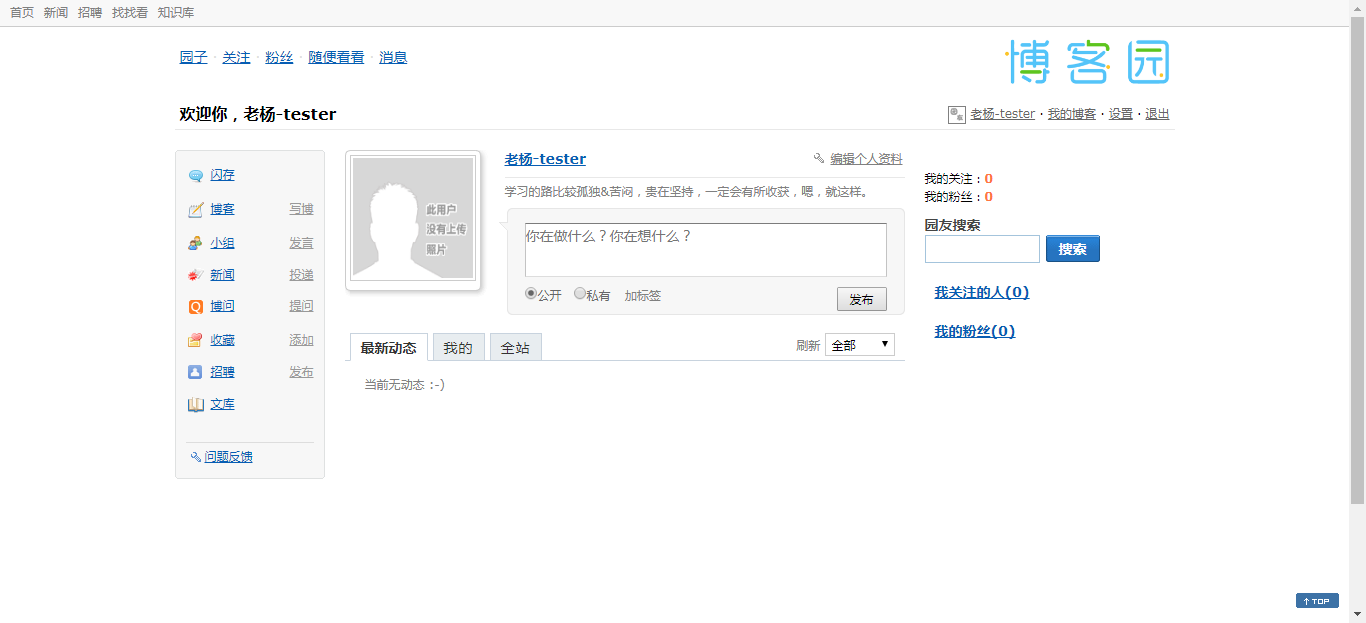 首页 新闻 招聘 找找看 知识库
园子 · 关注 · 粉丝 · 随便看看 · 消息
博客园
欢迎你，老杨-tester
老杨-tester · 我的博客 · 设置 · 退出
闪存
博客 写博
小组 发言
新闻 投递
博问 提问
收藏 添加
招聘 发布
文库
问题反馈
此用户
没有上传
照片
老杨-tester 编辑个人资料
学习的路比较孤独&苦闷，贵在坚持，一定会有所收获，嗯，就这样。
你在做什么？你在想什么？
公开 私有 加标签 发布
最新动态 我的 全站 刷新 全部
当前无动态 :-)
我的关注：0
我的粉丝：0
园友搜索
搜索
我关注的人(0)
我的粉丝(0)
TOP